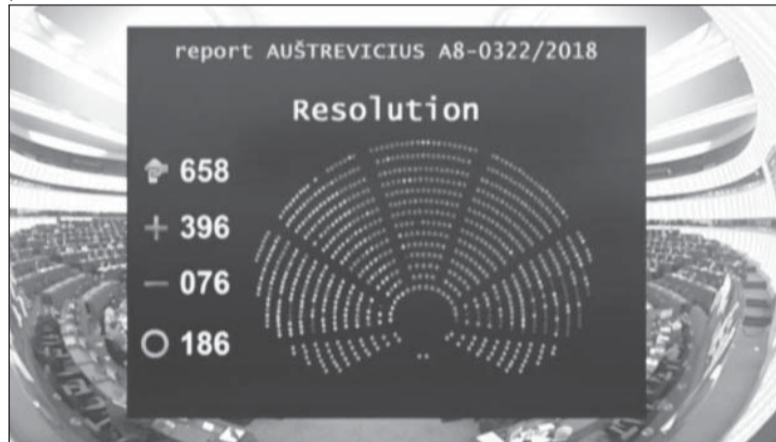 report AUŠTREVICIUS A8-0322/2018
Resolution
658
+ 396
− 076
186